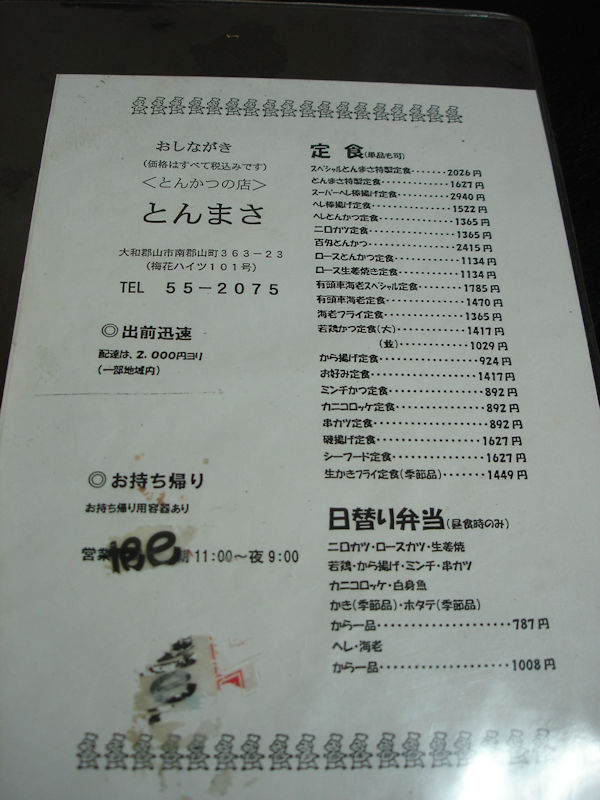 おしながき
(価格はすべて税込みです)
＜とんかつの店＞
とんまさ
大和郡山市南郡山町３６３－２３
(梅花ハイツ１０１号)
TEL ５５－２０７５
◎出前迅速
配達は、2.000円ヨリ
(一部地域内)
◎お持ち帰り
お持ち帰り用容器あり
営業
11:00～夜 9:00
定食(単品も可)
スペシャルとんまさ特製定食‥‥‥2026円
とんまさ特製定食‥‥‥1627円
スーパーヘレ棒揚げ定食‥‥‥2940円
ヘレ棒揚げ定食‥‥‥1522円
ヘレとんかつ定食‥‥‥1365円
二口カツ定食‥‥‥1365円
百匁とんかつ‥‥‥2415円
ロースとんかつ定食‥‥‥1134円
ロース生姜焼き定食‥‥‥1134円
有頭車海老スペシャル定食‥‥‥1785円
有頭車海老定食‥‥‥1470円
海老フライ定食‥‥‥1365円
若鶏かつ定食(大)‥‥‥1417円
(並)‥‥‥1029円
から揚げ定食‥‥‥924円
お好み定食‥‥‥1417円
ミンチかつ定食‥‥‥892円
カニコロッケ定食‥‥‥892円
串カツ定食‥‥‥892円
磯揚げ定食‥‥‥1627円
シーフード定食‥‥‥1627円
生かきフライ定食(季節品)‥‥‥1449円
日替り弁当(昼食時のみ)
二口カツ・ロースカツ・生姜焼
若鶏・から揚げ・ミンチ・串カツ
カニコロッケ・白身魚
かき(季節品)・ホタテ(季節品)
から一品‥‥‥787円
ヘレ・海老
から一品‥‥‥1008円